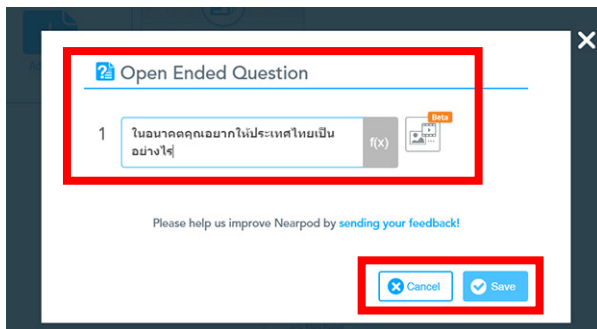 Open Ended Question
1
ในอนาคตคุณอยากให้ประเทศไทยเป็น
อย่างไร
f(x)
Beta
Please help us improve Nearpod by sending your feedback!
Cancel
Save